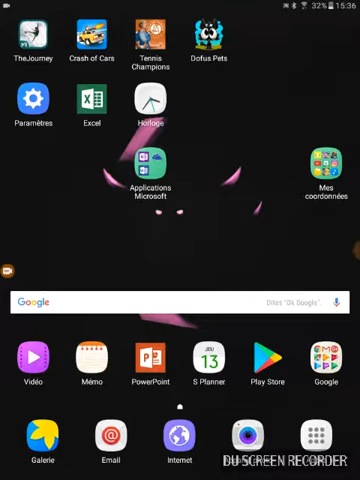 32% 15:36
TheJourney
Crash of Cars
Tennis
Champions
Dofus Pets
Paramètres
Excel
Horloge
Applications
Microsoft
Mes
coordonnées
Google
Dites "Ok Google".
Vidéo
Mémo
PowerPoint
JEU
13
S Planner
Play Store
Google
Galerie
Email
Internet
DU SCREEN RECORDER